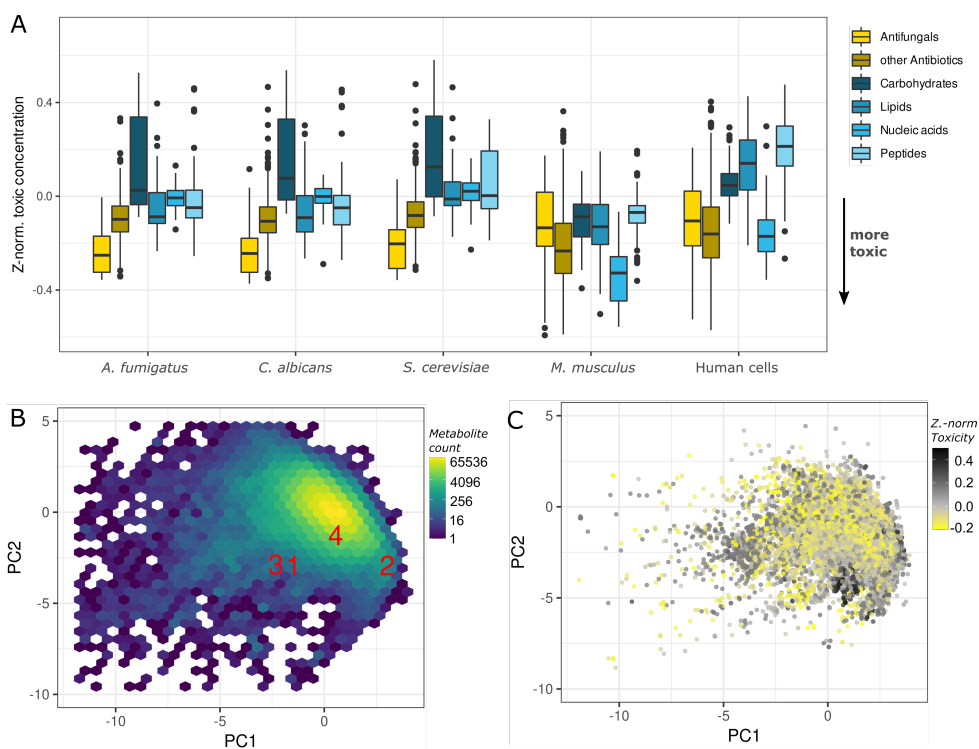 A
Z-norm. toxic concentration
0.4
0.0
-0.4
A. fumigatus
C. albicans
S. cerevisiae
M. musculus
Human cells
Antifungals
other Antibiotics
Carbohydrates
Lipids
Nucleic acids
Peptides
more
toxic
B
PC2
5
0
-5
-10
4
31
2
-10
-5
0
PC1
Metabolite
count
65536
4096
256
16
1
C
PC2
5
0
-5
-10
-10
-5
0
PC1
Z.-norm
Toxicity
0.4
0.2
0.0
-0.2